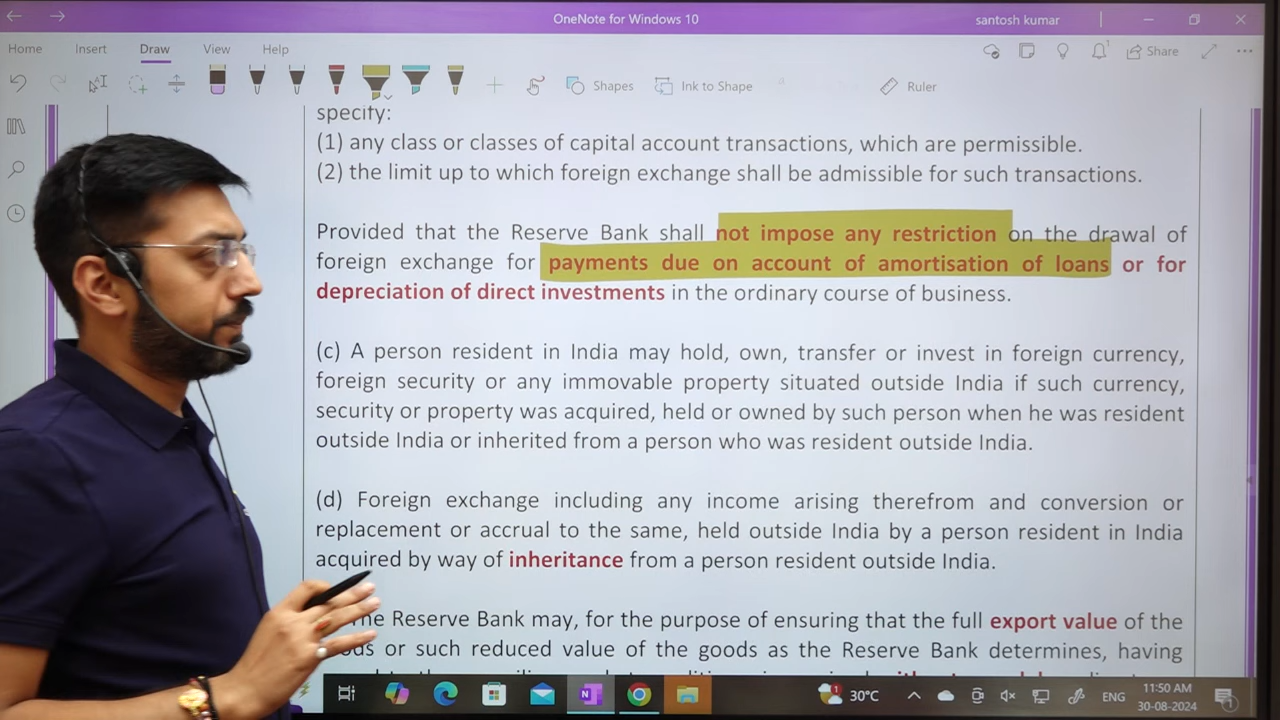 OneNote for Windows 10
santosh kumar
Home Insert Draw View Help
1
Share
Shapes
Ink to Shape
Ruler
specify:
(1) any class or classes of capital account transactions, which are permissible.
(2) the limit up to which foreign exchange shall be admissible for such transactions.
Provided that the Reserve Bank shall not impose any restriction on the drawal of
foreign exchange for payments due on account of amortisation of loans or for
depreciation of direct investments in the ordinary course of business.
(c) A person resident in India may hold, own, transfer or invest in foreign currency,
foreign security or any immovable property situated outside India if such currency,
security or property was acquired, held or owned by such person when he was resident
outside India or inherited from a person who was resident outside India.
(d) Foreign exchange including any income arising therefrom and conversion or
replacement or accrual to the same, held outside India by a person resident in India
acquired by way of inheritance from a person resident outside India.
Reserve Bank may, for the purpose of ensuring that the full export value of the
or such reduced value of the goods as the Reserve Bank determines, having
1
30°C
ENG
11:50 AM
30-08-2024
1